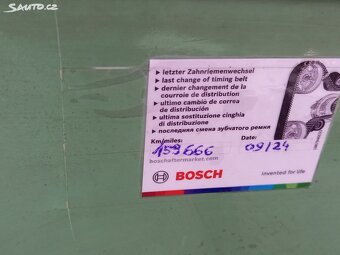 SAUTO.CZ
▸ letzter Zahnriemenwechsel
▸ last change of timing belt
▸ dernier changement de la
courroie de distribution
▸ ultimo cambio de correa
de distribución
▸ ultima sostituzione cinghia
di distribuzione
▸ последняя смена зубчатого ремня
Km/miles: Date:
159.666 09/24
boschaftermarket.com
BOSCH Invented for life